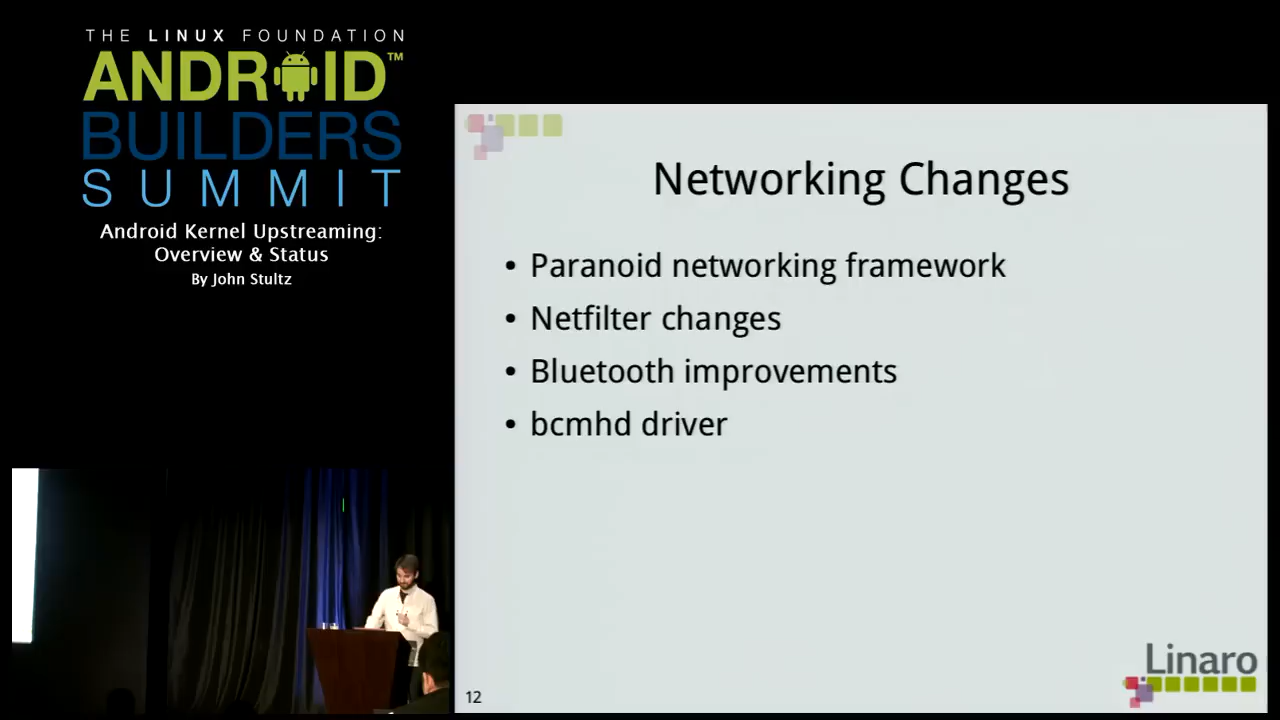 THE LINUX FOUNDATION
ANDROID™
BUILDERS
SUMMIT
Android Kernel Upstreaming:
Overview & Status
By John Stultz
Networking Changes
• Paranoid networking framework
• Netfilter changes
• Bluetooth improvements
• bcmhd driver
Linaro
12